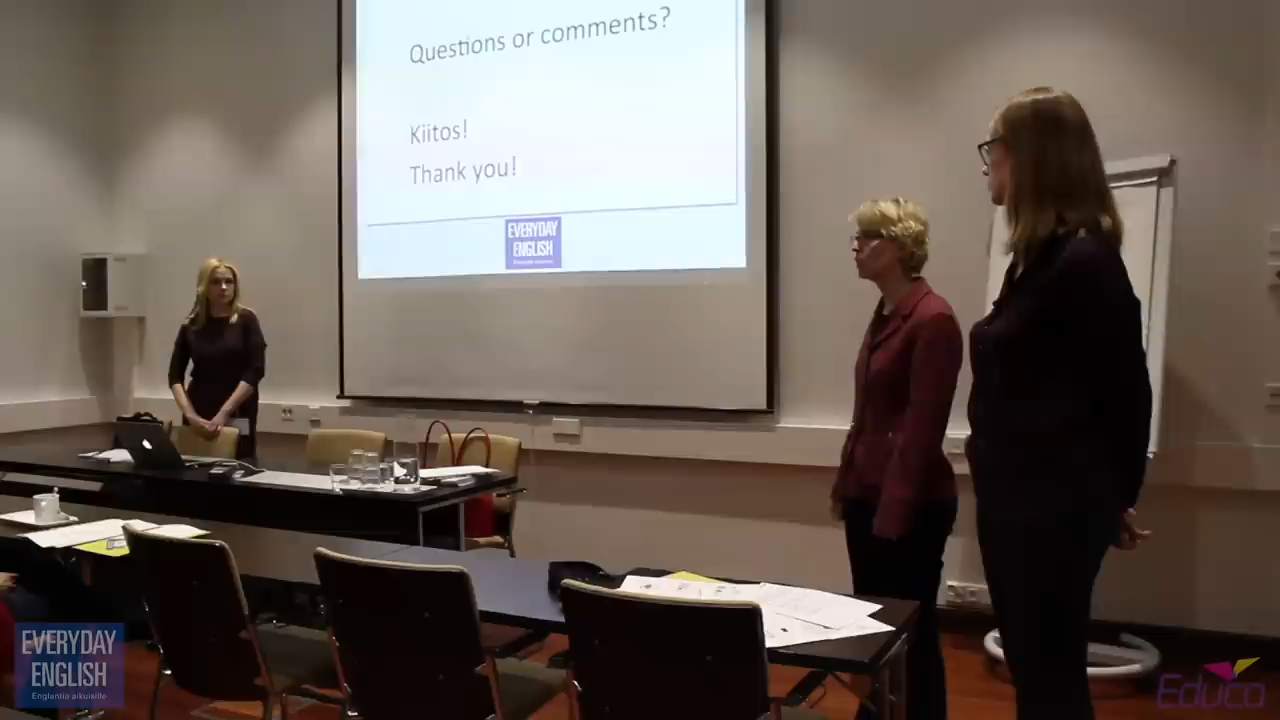 Questions or comments?
Kiitos!
Thank you!
EVERYDAY
ENGLISH
EVERYDAY
ENGLISH
Englantia aikuisille
Educa